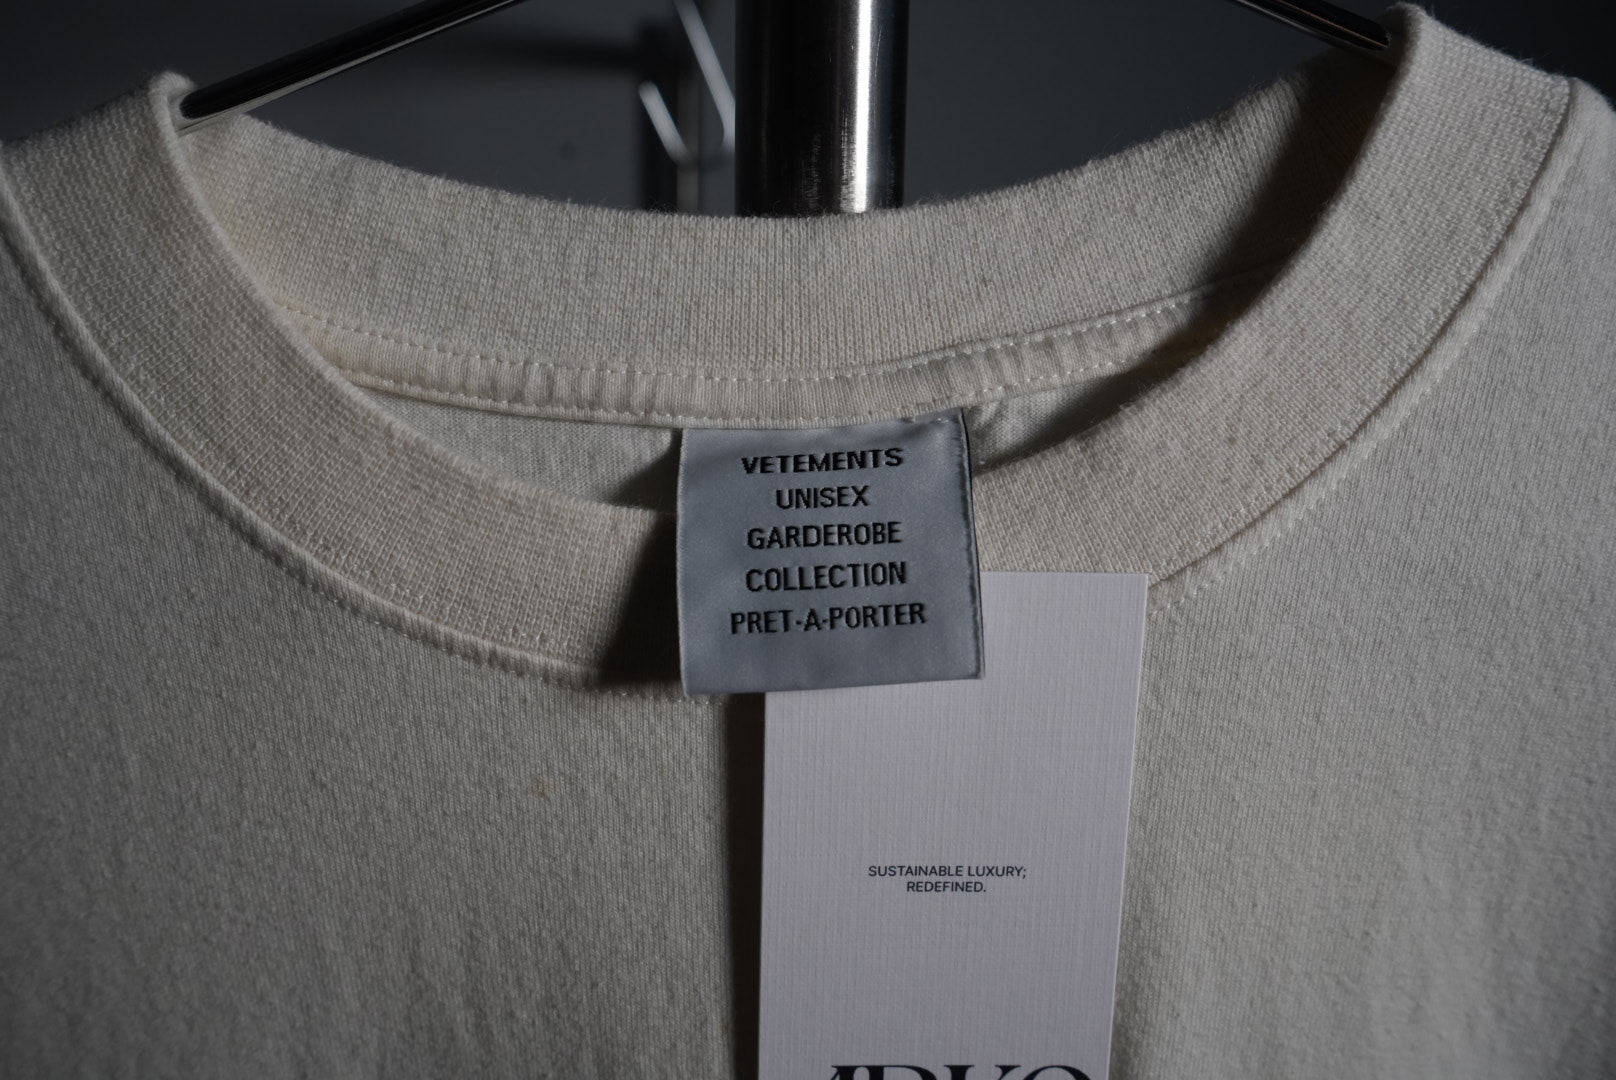 VETEMENTS
UNISEX
GARDEROBE
COLLECTION
PRET-A-PORTER
SUSTAINABLE LUXURY;
REDEFINED.